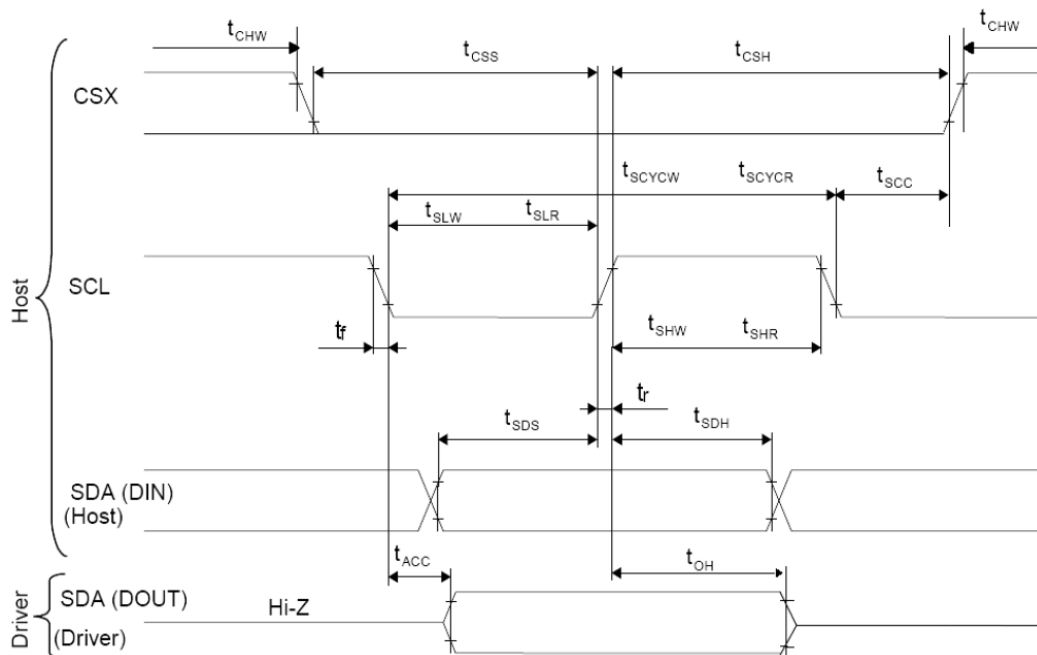 tCHW
tCHW
tCSS
tCSH
CSX
tSCYCW
tSCYCR
tSCC
tSLW
tSLR
Host
SCL
tf
tSHW
tSHR
tr
tSDS
tSDH
SDA (DIN)
(Host)
tACC
tOH
Driver
SDA (DOUT)
Hi-Z
(Driver)